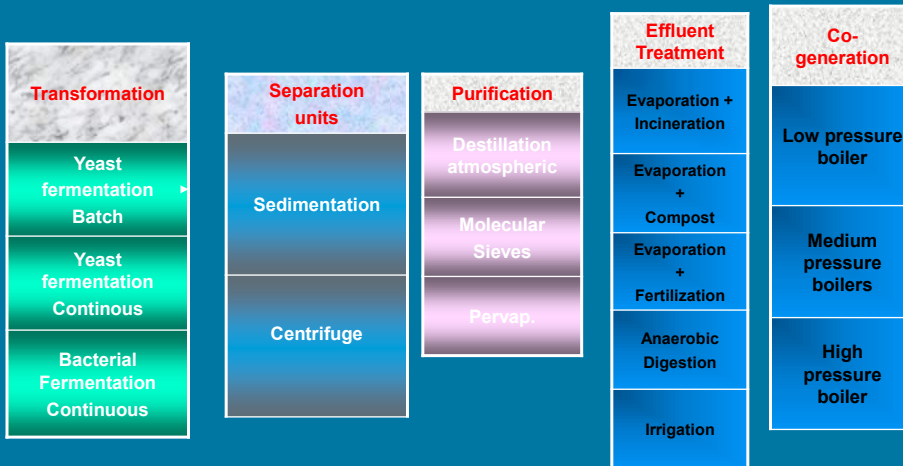 Transformation
Yeast
fermentation
Batch
Yeast
fermentation
Continous
Bacterial
Fermentation
Continuous
Separation
units
Sedimentation
Centrifuge
Purification
Destillation
atmospheric
Molecular
Sieves
Pervap.
Effluent
Treatment
Evaporation +
Incineration
Evaporation
+
Compost
Evaporation
+
Fertilization
Anaerobic
Digestion
Irrigation
Co-
generation
Low pressure
boiler
Medium
pressure
boilers
High
pressure
boiler